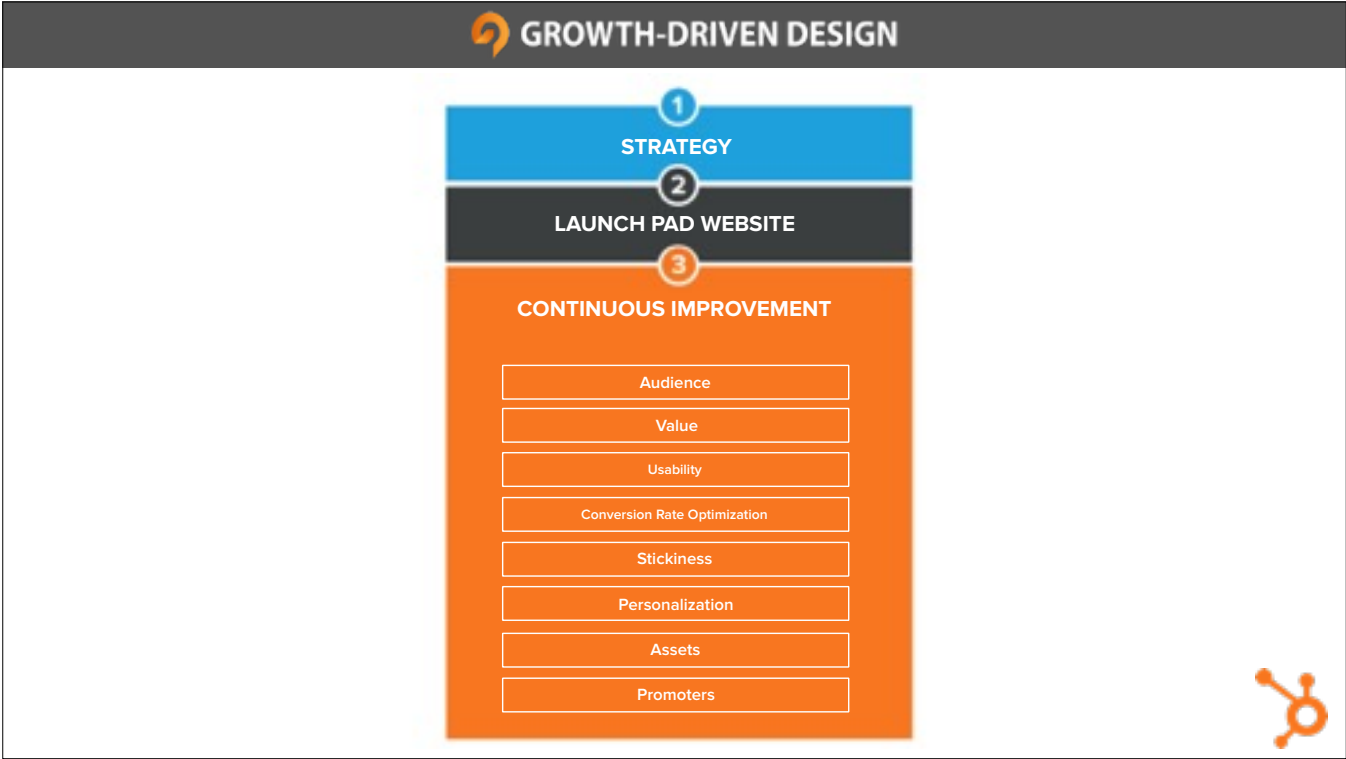 GROWTH-DRIVEN DESIGN
1
STRATEGY
2
LAUNCH PAD WEBSITE
3
CONTINUOUS IMPROVEMENT
Audience
Value
Usability
Conversion Rate Optimization
Stickiness
Personalization
Assets
Promoters